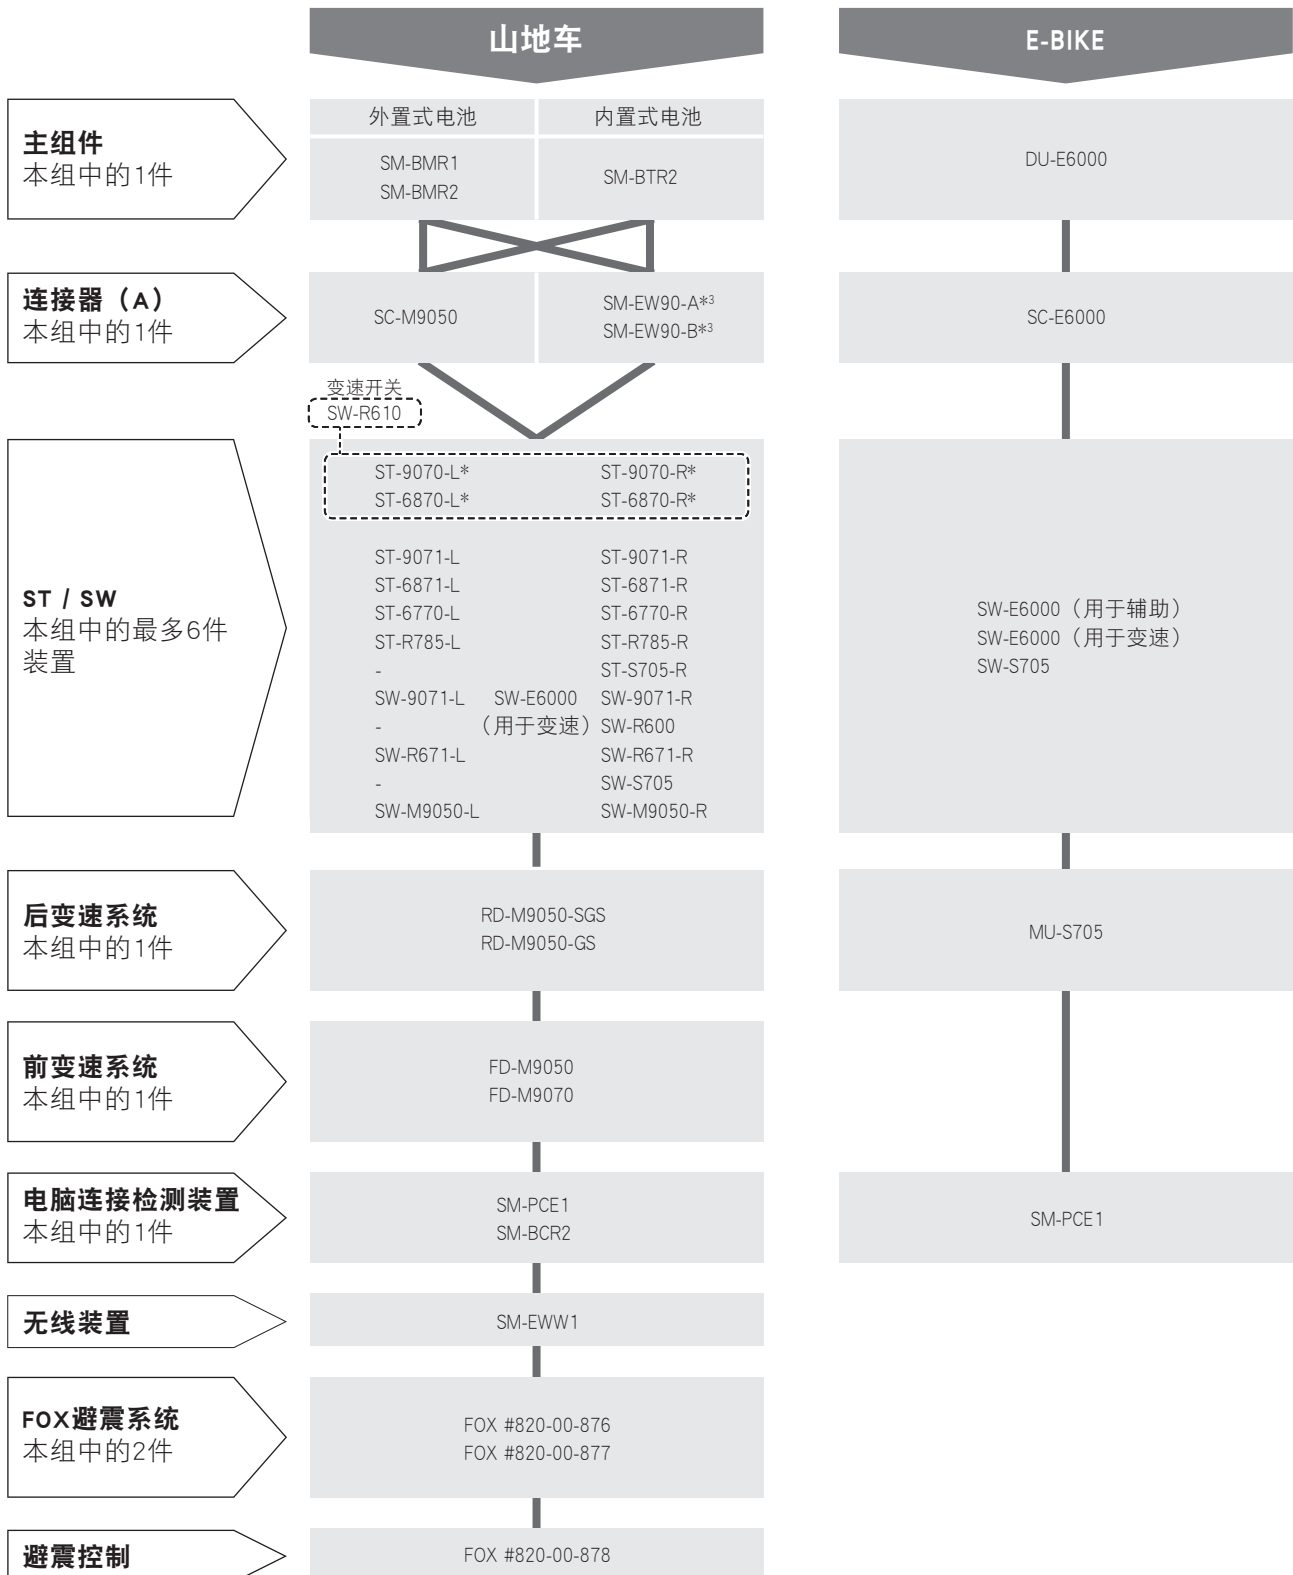 山地车
E-BIKE
主组件
本组中的1件
外置式电池
内置式电池
SM-BMR1
SM-BMR2
SM-BTR2
DU-E6000
连接器（A）
本组中的1件
SC-M9050
SM-EW90-A*3
SM-EW90-B*3
SC-E6000
变速开关
SW-R610
ST / SW
本组中的最多6件
装置
ST-9070-L* ST-9070-R*
ST-6870-L* ST-6870-R*
ST-9071-L ST-9071-R
ST-6871-L ST-6871-R
ST-6770-L ST-6770-R
ST-R785-L ST-R785-R
- ST-S705-R
SW-9071-L SW-E6000 SW-9071-R
- （用于变速） SW-R600
SW-R671-L SW-R671-R
- SW-S705
SW-M9050-L SW-M9050-R
SW-E6000（用于辅助）
SW-E6000（用于变速）
SW-S705
后变速系统
本组中的1件
RD-M9050-SGS
RD-M9050-GS
MU-S705
前变速系统
本组中的1件
FD-M9050
FD-M9070
电脑连接检测装置
本组中的1件
SM-PCE1
SM-BCR2
SM-PCE1
无线装置
SM-EWW1
FOX避震系统
本组中的2件
FOX #820-00-876
FOX #820-00-877
避震控制
FOX #820-00-878